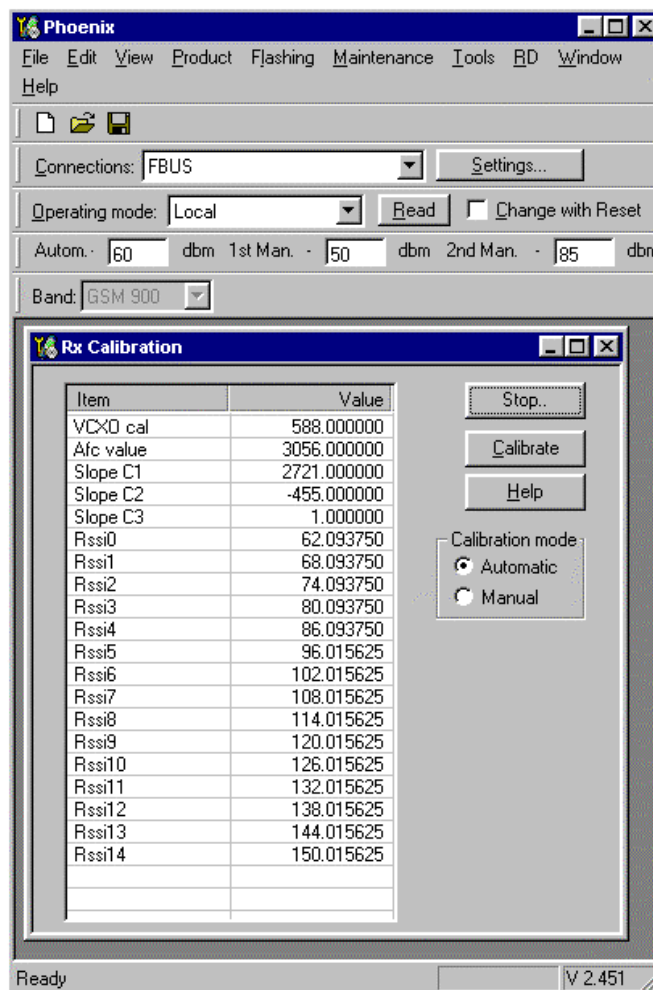 Phoenix
File Edit View Product Flashing Maintenance Tools RD Window
Help
Connections: FBUS Settings...
Operating mode: Local Read Change with Reset
Autom.- 60 dbm 1st Man. - 50 dbm 2nd Man. - 85 dbm
Band: GSM 900
Rx Calibration
Item Value
VCXO cal 588.000000
Afc value 3056.000000
Slope C1 2721.000000
Slope C2 -455.000000
Slope C3 1.000000
Rssi0 62.093750
Rssi1 68.093750
Rssi2 74.093750
Rssi3 80.093750
Rssi4 86.093750
Rssi5 96.015625
Rssi6 102.015625
Rssi7 108.015625
Rssi8 114.015625
Rssi9 120.015625
Rssi10 126.015625
Rssi11 132.015625
Rssi12 138.015625
Rssi13 144.015625
Rssi14 150.015625
Stop..
Calibrate
Help
Calibration mode
Automatic
Manual
Ready V 2.451